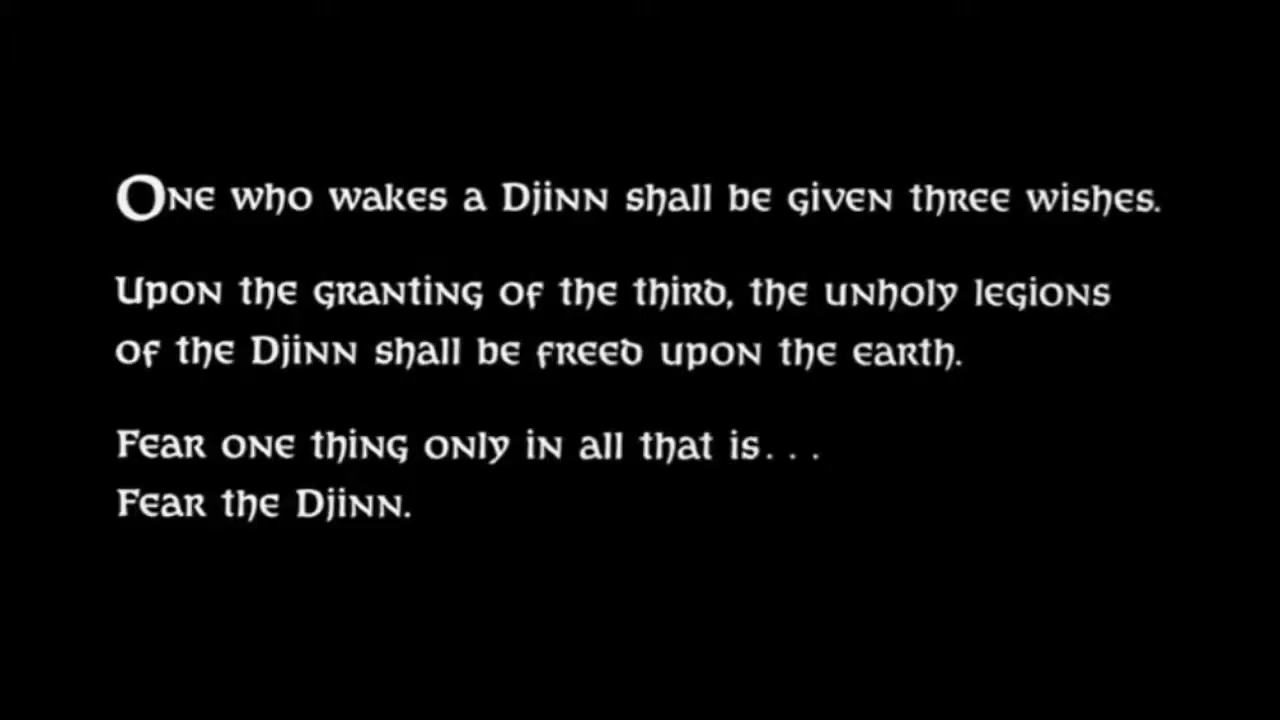 One who wakes a Djinn shall be given three wishes.
Upon the granting of the third, the unholy legions
of the Djinn shall be freed upon the earth.
Fear one thing only in all that is...
Fear the Djinn.